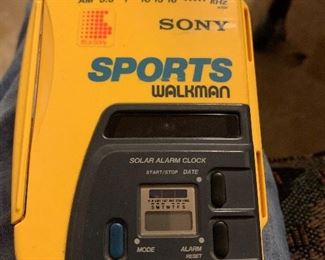 SONY
SPORTS
WALKMAN
SOLAR ALARM CLOCK
START/STOP DATE
S M T W T F S
MODE ALARM
RESET